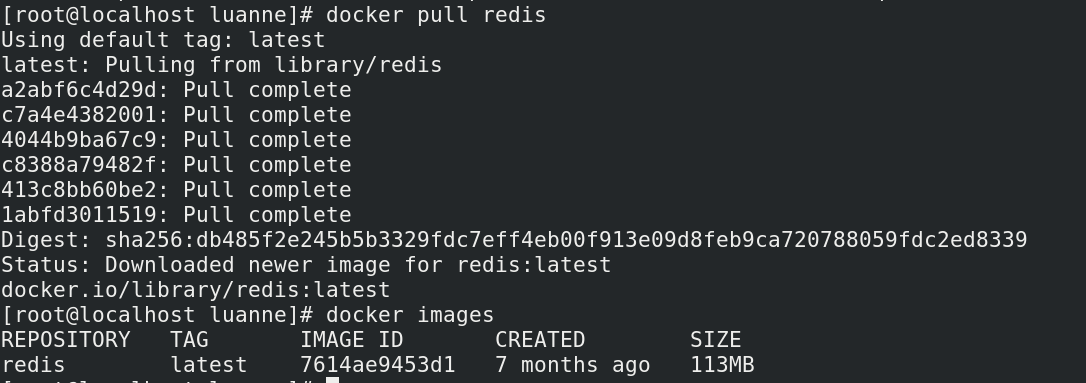 [root@localhost luanne]# docker pull redis
Using default tag: latest
latest: Pulling from library/redis
a2abf6c4d29d: Pull complete
c7a4e4382001: Pull complete
4044b9ba67c9: Pull complete
c8388a79482f: Pull complete
413c8bb60be2: Pull complete
1abfd3011519: Pull complete
Digest: sha256:db485f2e245b5b3329fdc7eff4eb00f913e09d8feb9ca720788059fdc2ed8339
Status: Downloaded newer image for redis:latest
docker.io/library/redis:latest
[root@localhost luanne]# docker images
REPOSITORY   TAG       IMAGE ID       CREATED        SIZE
redis        latest    7614ae9453d1   7 months ago   113MB